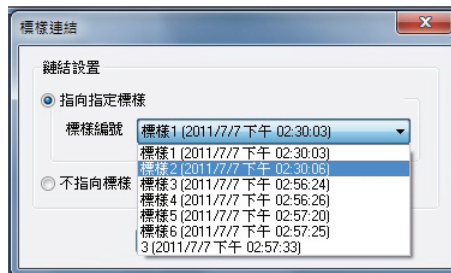 標樣連結
鏈結設置
指向指定標樣
標樣編號 標樣1 (2011/7/7 下午 02:30:03)
標樣1 (2011/7/7 下午 02:30:03)
標樣2 (2011/7/7 下午 02:30:06)
標樣3 (2011/7/7 下午 02:56:24)
不指向標樣
標樣4 (2011/7/7 下午 02:56:26)
標樣5 (2011/7/7 下午 02:57:20)
標樣6 (2011/7/7 下午 02:57:25)
3 (2011/7/7 下午 02:57:33)